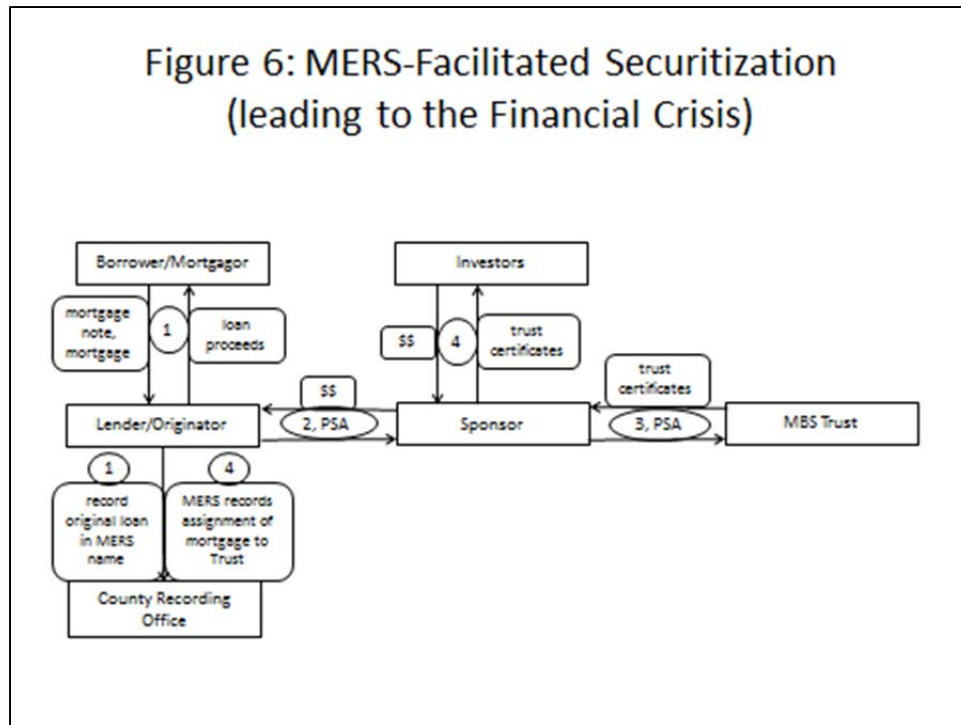 Figure 6: MERS-Facilitated Securitization
(leading to the Financial Crisis)
Borrower/Mortgagor
Investors
mortgage
note,
mortgage
1
loan
proceeds
$$
4
trust
certificates
trust
certificates
$$
Lender/Originator
2, PSA
Sponsor
3, PSA
MBS Trust
1
4
record
original loan
in MERS
name
MERS records
assignment of
mortgage to
Trust
County Recording
Office